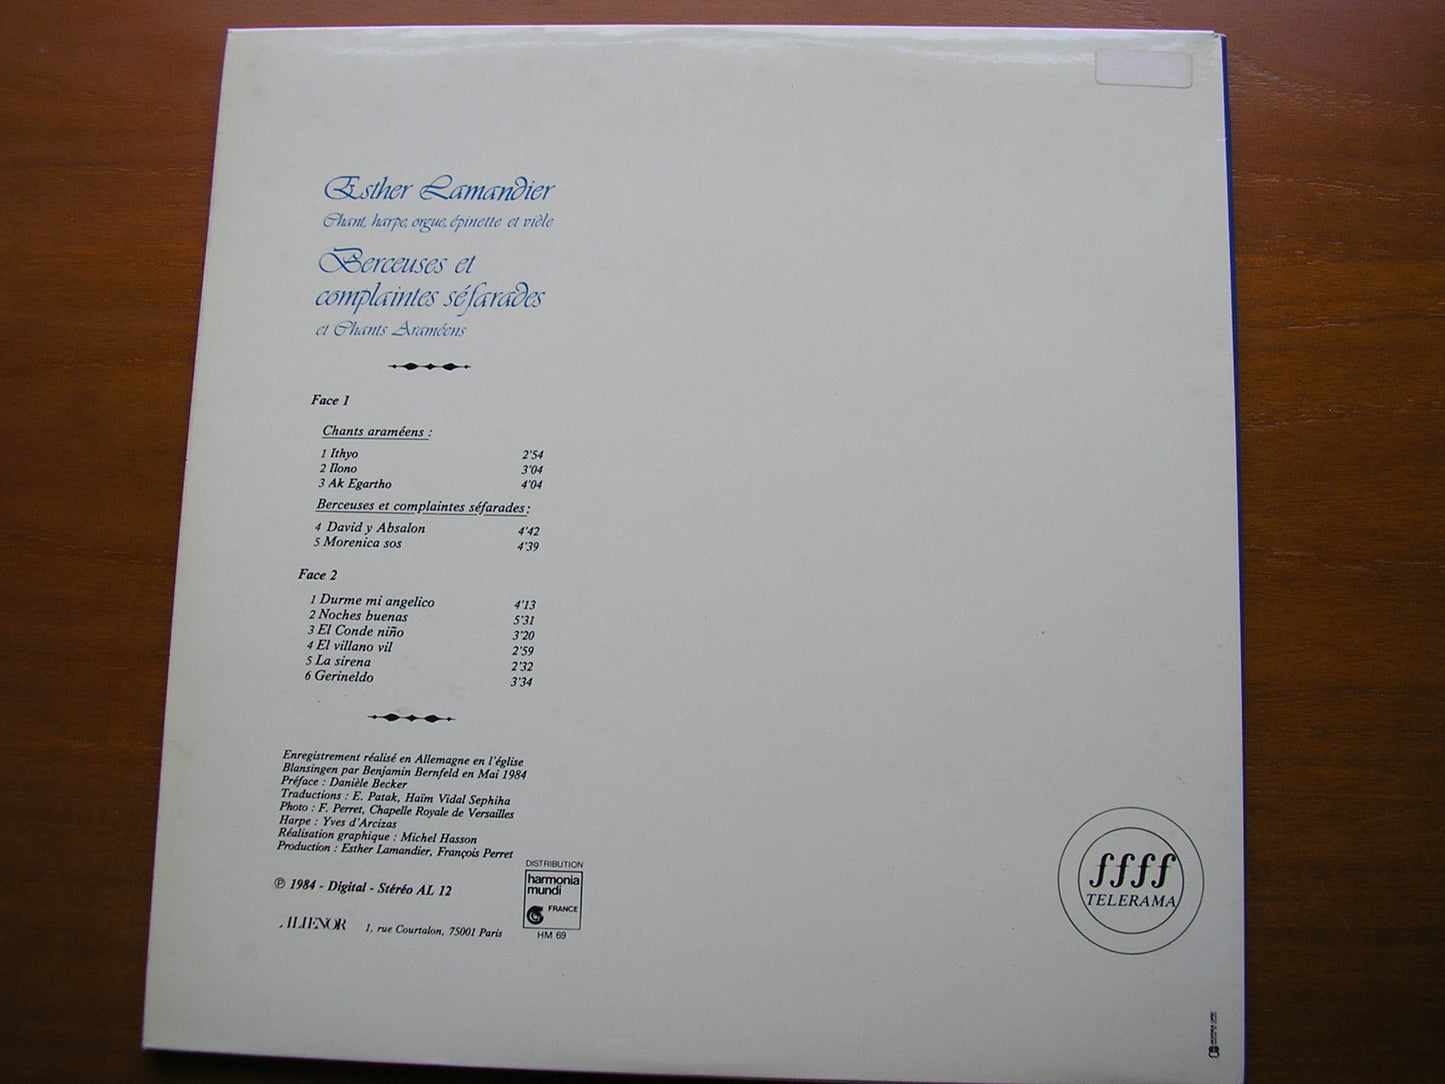 Esther Lamandier
Chant, harpe, orgue, épinette et vièle
Berceuses et
complaintes séfarades
et Chants Araméens
Face 1
Chants araméens :
1 Ithyo 2'54
2 Ilono 3'04
3 Ak Egartho 4'04
Berceuses et complaintes séfarades :
4 David y Absalon 4'42
5 Morenica sos 4'39
Face 2
1 Durme mi angelico 4'13
2 Noches buenas 5'31
3 El Conde niño 3'20
4 El villano vil 2'59
5 La sirena 2'32
6 Gerineldo 3'34
Enregistrement réalisé en Allemagne en l'église
Blansingen par Benjamin Bernfeld en Mai 1984
Préface : Danièle Becker
Traductions : E. Patak, Haïm Vidal Sephiha
Photo : F. Perret, Chapelle Royale de Versailles
Harpe : Yves d'Arcizas
Réalisation graphique : Michel Hasson
Production : Esther Lamandier, François Perret
℗ 1984 - Digital - Stéréo AL 12
ALIENOR 1, rue Courtalon, 75001 Paris
DISTRIBUTION
harmonia
mundi
FRANCE
HM 69
ffff
TELERAMA